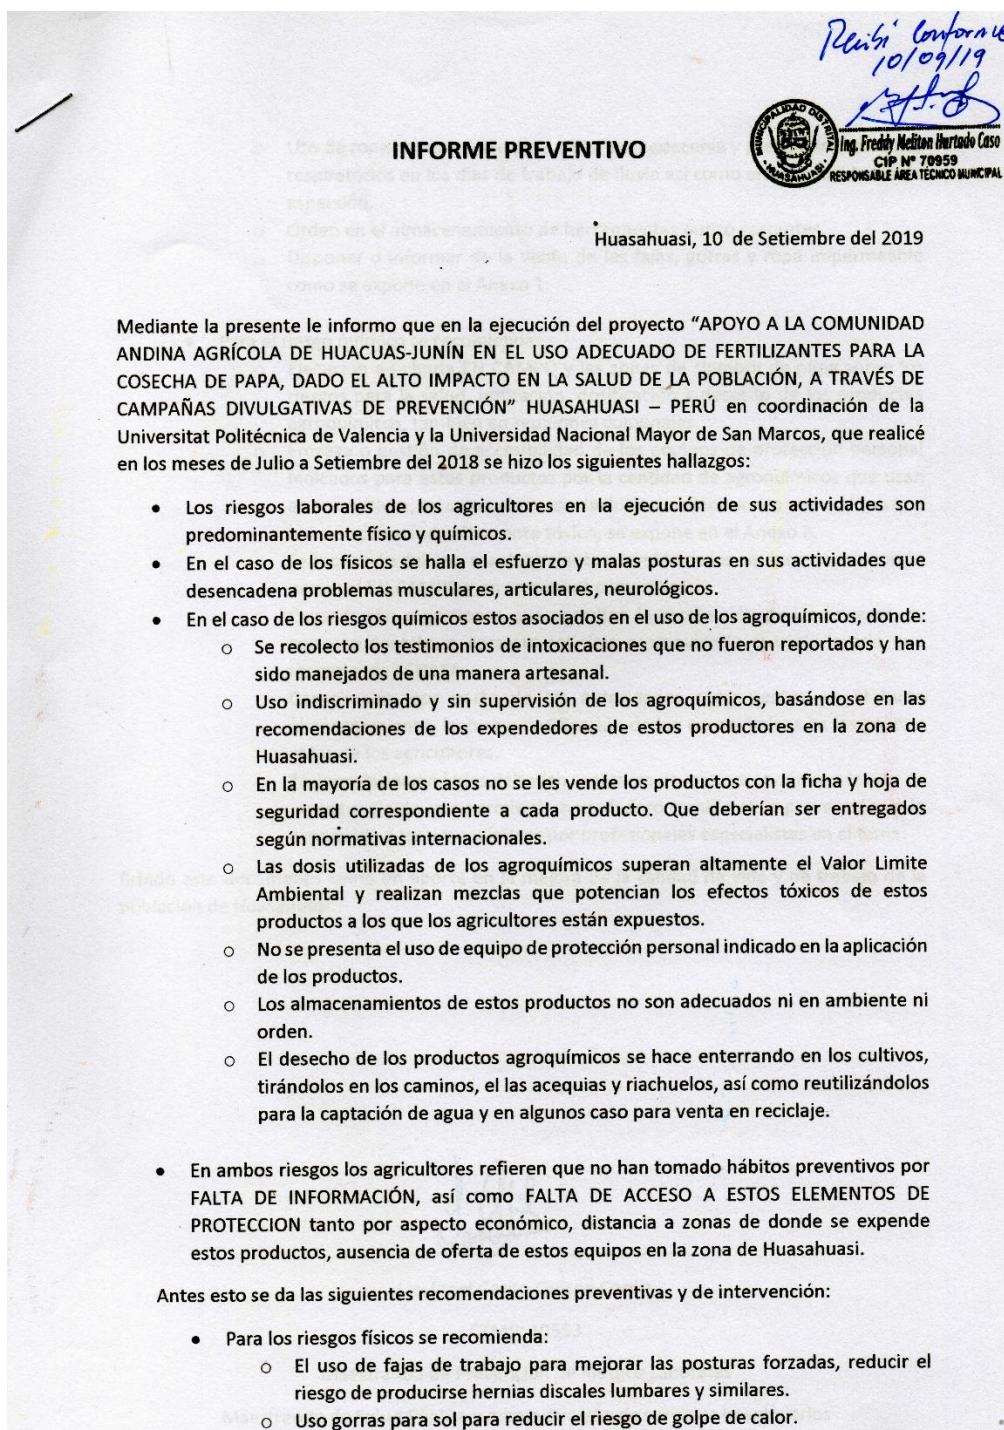 Recibí Conforme
10/09/19
MUNICIPALIDAD DISTRITAL
HUASAHUASI
Ing. Freddy Meliton Hurtado Caso
CIP N° 70959
RESPONSABLE ÁREA TÉCNICO MUNICIPAL
INFORME PREVENTIVO
Huasahuasi, 10 de Setiembre del 2019
Mediante la presente le informo que en la ejecución del proyecto “APOYO A LA COMUNIDAD
ANDINA AGRÍCOLA DE HUACUAS-JUNÍN EN EL USO ADECUADO DE FERTILIZANTES PARA LA
COSECHA DE PAPA, DADO EL ALTO IMPACTO EN LA SALUD DE LA POBLACIÓN, A TRAVÉS DE
CAMPAÑAS DIVULGATIVAS DE PREVENCIÓN” HUASAHUASI – PERÚ en coordinación de la
Universitat Politécnica de Valencia y la Universidad Nacional Mayor de San Marcos, que realicé
en los meses de Julio a Setiembre del 2018 se hizo los siguientes hallazgos:
• Los riesgos laborales de los agricultores en la ejecución de sus actividades son
predominantemente físico y químicos.
• En el caso de los físicos se halla el esfuerzo y malas posturas en sus actividades que
desencadena problemas musculares, articulares, neurológicos.
• En el caso de los riesgos químicos estos asociados en el uso de los agroquímicos, donde:
○ Se recolecto los testimonios de intoxicaciones que no fueron reportados y han
sido manejados de una manera artesanal.
○ Uso indiscriminado y sin supervisión de los agroquímicos, basándose en las
recomendaciones de los expendedores de estos productores en la zona de
Huasahuasi.
○ En la mayoría de los casos no se les vende los productos con la ficha y hoja de
seguridad correspondiente a cada producto. Que deberían ser entregados
según normativas internacionales.
○ Las dosis utilizadas de los agroquímicos superan altamente el Valor Limite
Ambiental y realizan mezclas que potencian los efectos tóxicos de estos
productos a los que los agricultores están expuestos.
○ No se presenta el uso de equipo de protección personal indicado en la aplicación
de los productos.
○ Los almacenamientos de estos productos no son adecuados ni en ambiente ni
orden.
○ El desecho de los productos agroquímicos se hace enterrando en los cultivos,
tirándolos en los caminos, el las acequias y riachuelos, así como reutilizándolos
para la captación de agua y en algunos caso para venta en reciclaje.
• En ambos riesgos los agricultores refieren que no han tomado hábitos preventivos por
FALTA DE INFORMACIÓN, así como FALTA DE ACCESO A ESTOS ELEMENTOS DE
PROTECCION tanto por aspecto económico, distancia a zonas de donde se expende
estos productos, ausencia de oferta de estos equipos en la zona de Huasahuasi.
Antes esto se da las siguientes recomendaciones preventivas y de intervención:
• Para los riesgos físicos se recomienda:
○ El uso de fajas de trabajo para mejorar las posturas forzadas, reducir el
riesgo de producirse hernias discales lumbares y similares.
○ Uso gorras para sol para reducir el riesgo de golpe de calor.